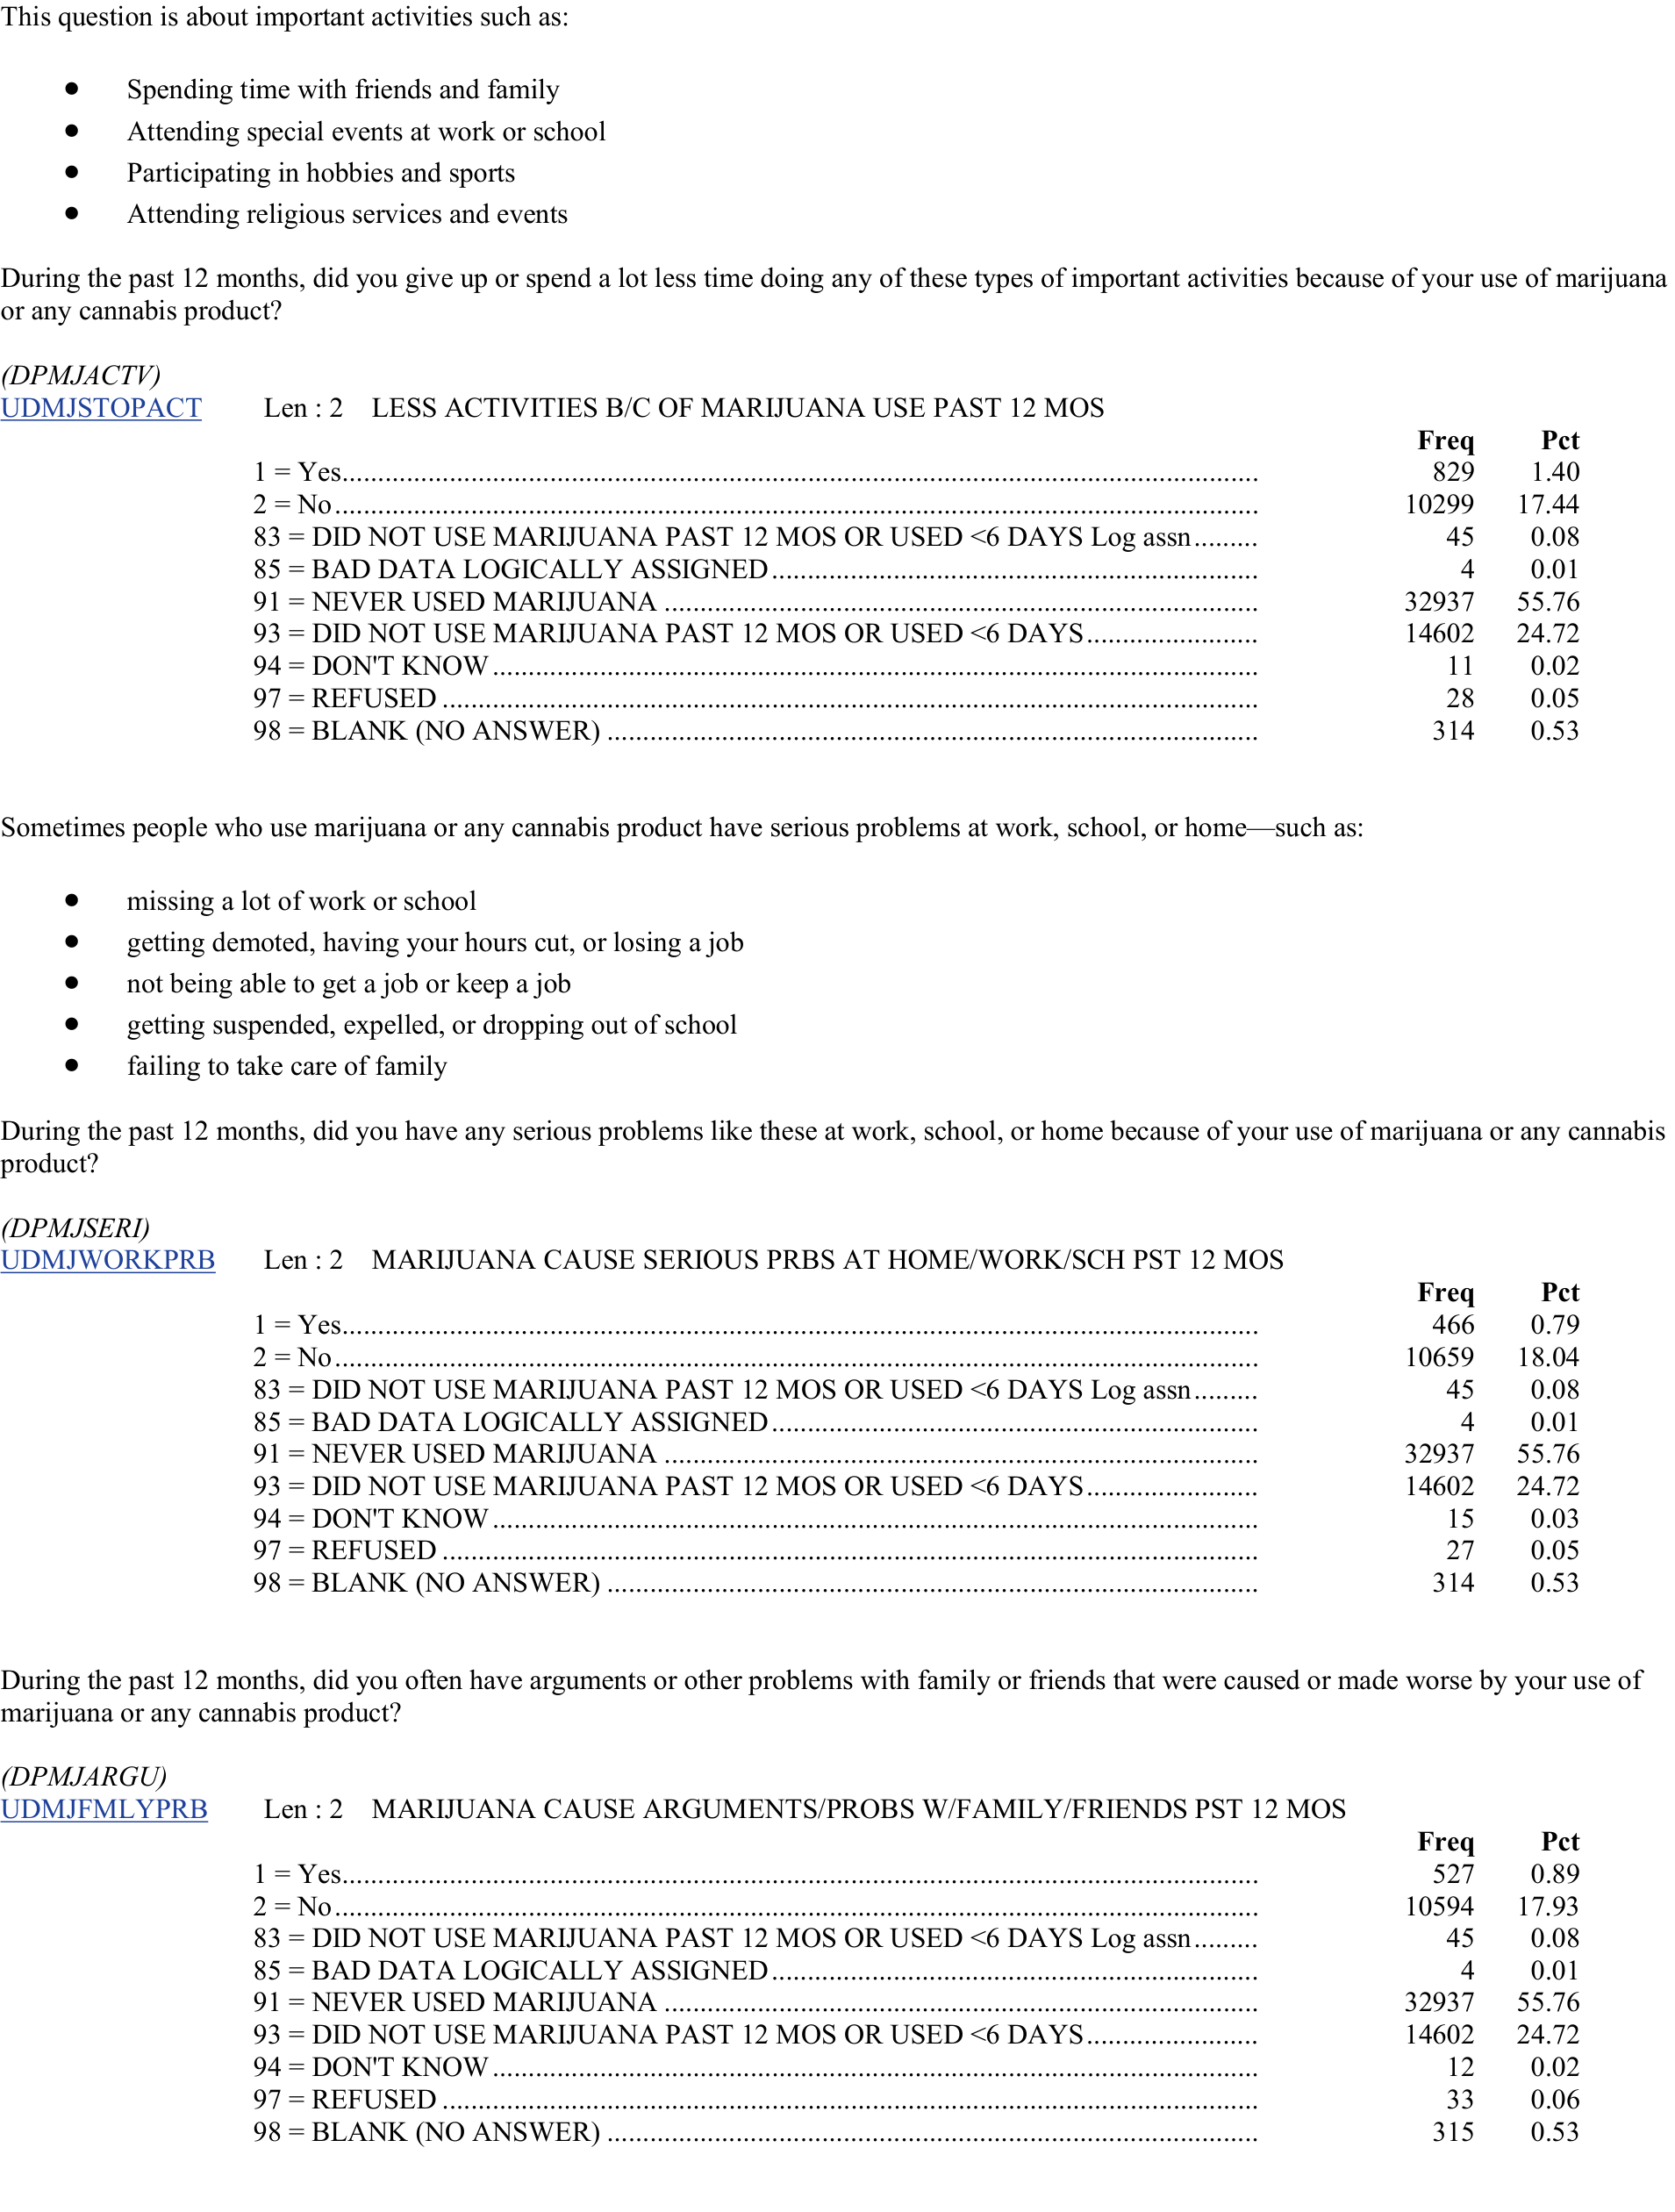 This question is about important activities such as:
● Spending time with friends and family
● Attending special events at work or school
● Participating in hobbies and sports
● Attending religious services and events
During the past 12 months, did you give up or spend a lot less time doing any of these types of important activities because of your use of marijuana
or any cannabis product?
(DPMJACTV)
UDMJSTOPACT Len : 2 LESS ACTIVITIES B/C OF MARIJUANA USE PAST 12 MOS
Freq Pct
1 = Yes 829 1.40
2 = No 10299 17.44
83 = DID NOT USE MARIJUANA PAST 12 MOS OR USED <6 DAYS Log assn 45 0.08
85 = BAD DATA LOGICALLY ASSIGNED 4 0.01
91 = NEVER USED MARIJUANA 32937 55.76
93 = DID NOT USE MARIJUANA PAST 12 MOS OR USED <6 DAYS 14602 24.72
94 = DON'T KNOW 11 0.02
97 = REFUSED 28 0.05
98 = BLANK (NO ANSWER) 314 0.53
Sometimes people who use marijuana or any cannabis product have serious problems at work, school, or home—such as:
● missing a lot of work or school
● getting demoted, having your hours cut, or losing a job
● not being able to get a job or keep a job
● getting suspended, expelled, or dropping out of school
● failing to take care of family
During the past 12 months, did you have any serious problems like these at work, school, or home because of your use of marijuana or any cannabis
product?
(DPMJSERI)
UDMJWORKPRB Len : 2 MARIJUANA CAUSE SERIOUS PRBS AT HOME/WORK/SCH PST 12 MOS
Freq Pct
1 = Yes 466 0.79
2 = No 10659 18.04
83 = DID NOT USE MARIJUANA PAST 12 MOS OR USED <6 DAYS Log assn 45 0.08
85 = BAD DATA LOGICALLY ASSIGNED 4 0.01
91 = NEVER USED MARIJUANA 32937 55.76
93 = DID NOT USE MARIJUANA PAST 12 MOS OR USED <6 DAYS 14602 24.72
94 = DON'T KNOW 15 0.03
97 = REFUSED 27 0.05
98 = BLANK (NO ANSWER) 314 0.53
During the past 12 months, did you often have arguments or other problems with family or friends that were caused or made worse by your use of
marijuana or any cannabis product?
(DPMJARGU)
UDMJFMLYPRB Len : 2 MARIJUANA CAUSE ARGUMENTS/PROBS W/FAMILY/FRIENDS PST 12 MOS
Freq Pct
1 = Yes 527 0.89
2 = No 10594 17.93
83 = DID NOT USE MARIJUANA PAST 12 MOS OR USED <6 DAYS Log assn 45 0.08
85 = BAD DATA LOGICALLY ASSIGNED 4 0.01
91 = NEVER USED MARIJUANA 32937 55.76
93 = DID NOT USE MARIJUANA PAST 12 MOS OR USED <6 DAYS 14602 24.72
94 = DON'T KNOW 12 0.02
97 = REFUSED 33 0.06
98 = BLANK (NO ANSWER) 315 0.53